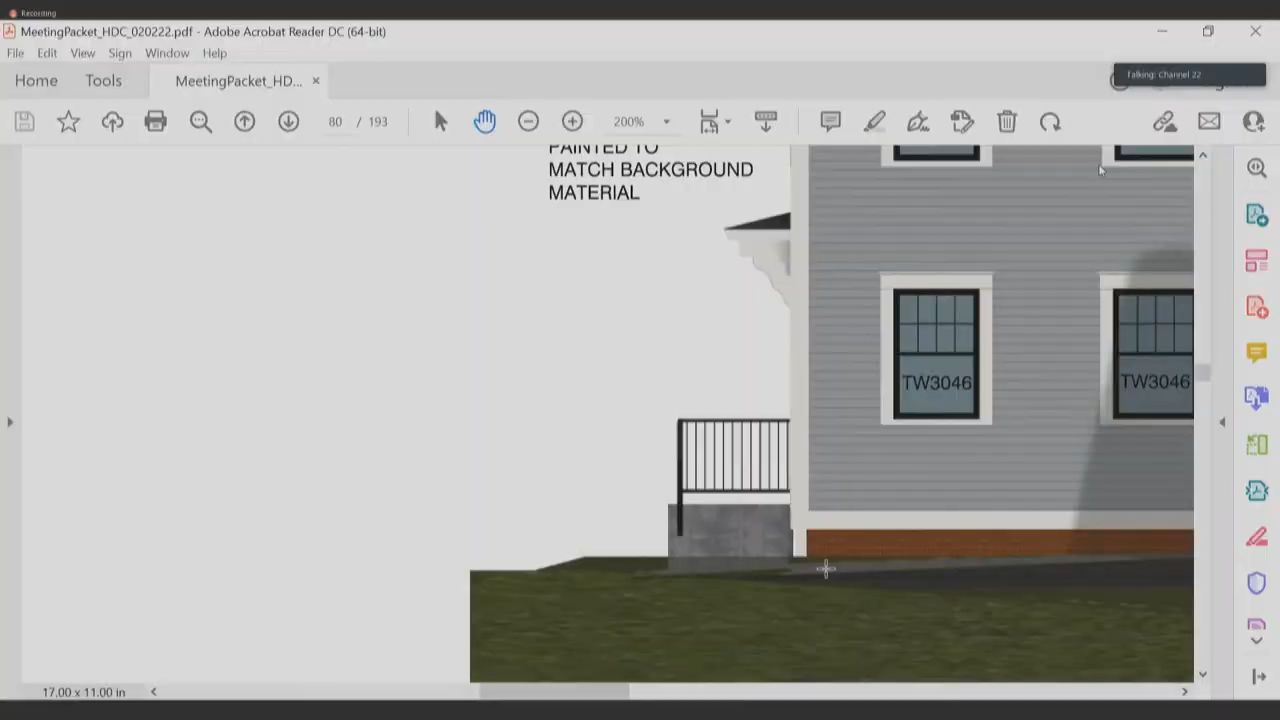 Recording
MeetingPacket_HDC_020222.pdf - Adobe Acrobat Reader DC (64-bit)
File Edit View Sign Window Help
Home Tools MeetingPacket_HD... ×
Talking: Channel 22
80 / 193 200%
PAINTED TO
MATCH BACKGROUND
MATERIAL
TW3046 TW3046
17.00 x 11.00 in